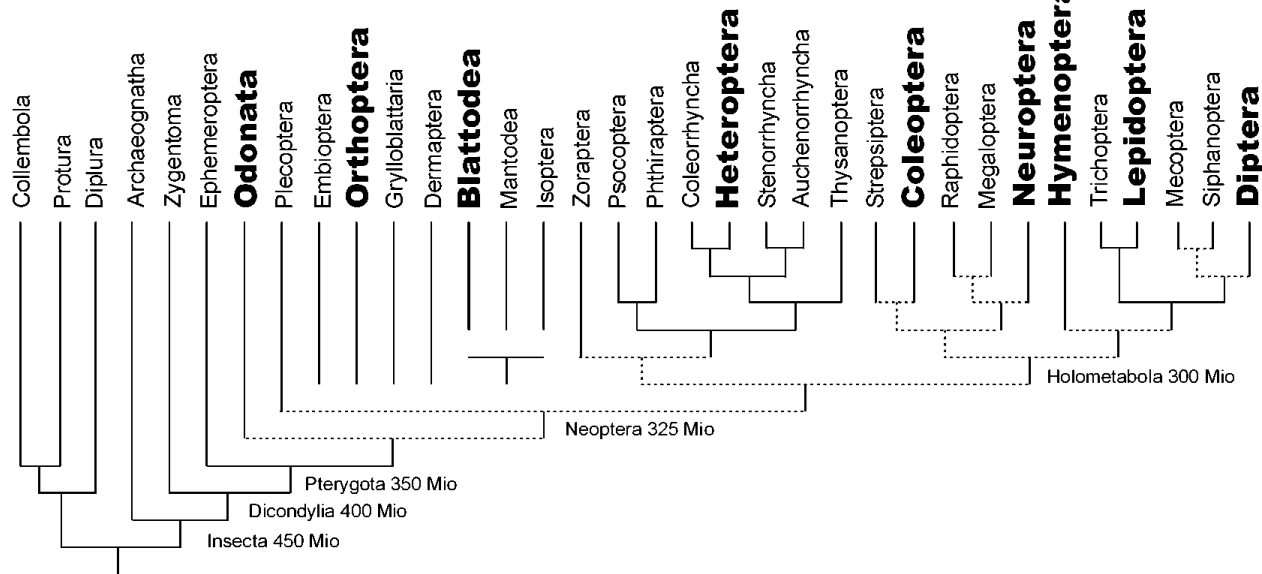 Collembola
Protura
Diplura
Archaeognatha
Zygentoma
Ephemeroptera
Odonata
Plecoptera
Embioptera
Orthoptera
Grylloblattaria
Dermaptera
Blattodea
Mantodea
Isoptera
Zoraptera
Psocoptera
Phthiraptera
Coleorrhyncha
Heteroptera
Stenorrhyncha
Auchenorrhyncha
Thysanoptera
Strepsiptera
Coleoptera
Raphidoptera
Megaloptera
Neuroptera
Hymenoptera
Trichoptera
Lepidoptera
Mecoptera
Siphanoptera
Diptera
Holometabola 300 Mio
Neoptera 325 Mio
Pterygota 350 Mio
Dicondylia 400 Mio
Insecta 450 Mio